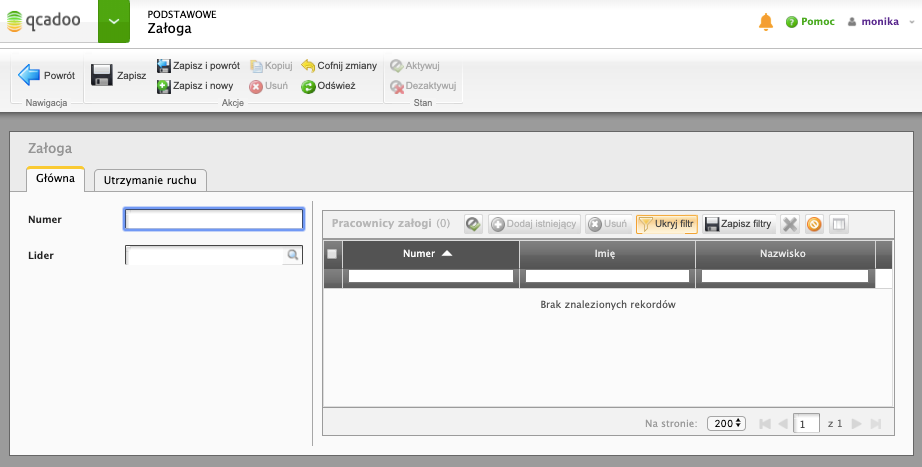 qcadoo
PODSTAWOWE
Załoga
Pomoc
monika
Powrót
Zapisz
Zapisz i powrót
Kopiuj
Cofnij zmiany
Aktywuj
Zapisz i nowy
Usuń
Odśwież
Dezaktywuj
Nawigacja
Akcje
Stan
Załoga
Główna
Utrzymanie ruchu
Numer
Lider
Pracownicy załogi (0)
Dodaj istniejący
Usuń
Ukryj filtr
Zapisz filtry
Numer
Imię
Nazwisko
Brak znalezionych rekordów
Na stronie:
200
1
z 1